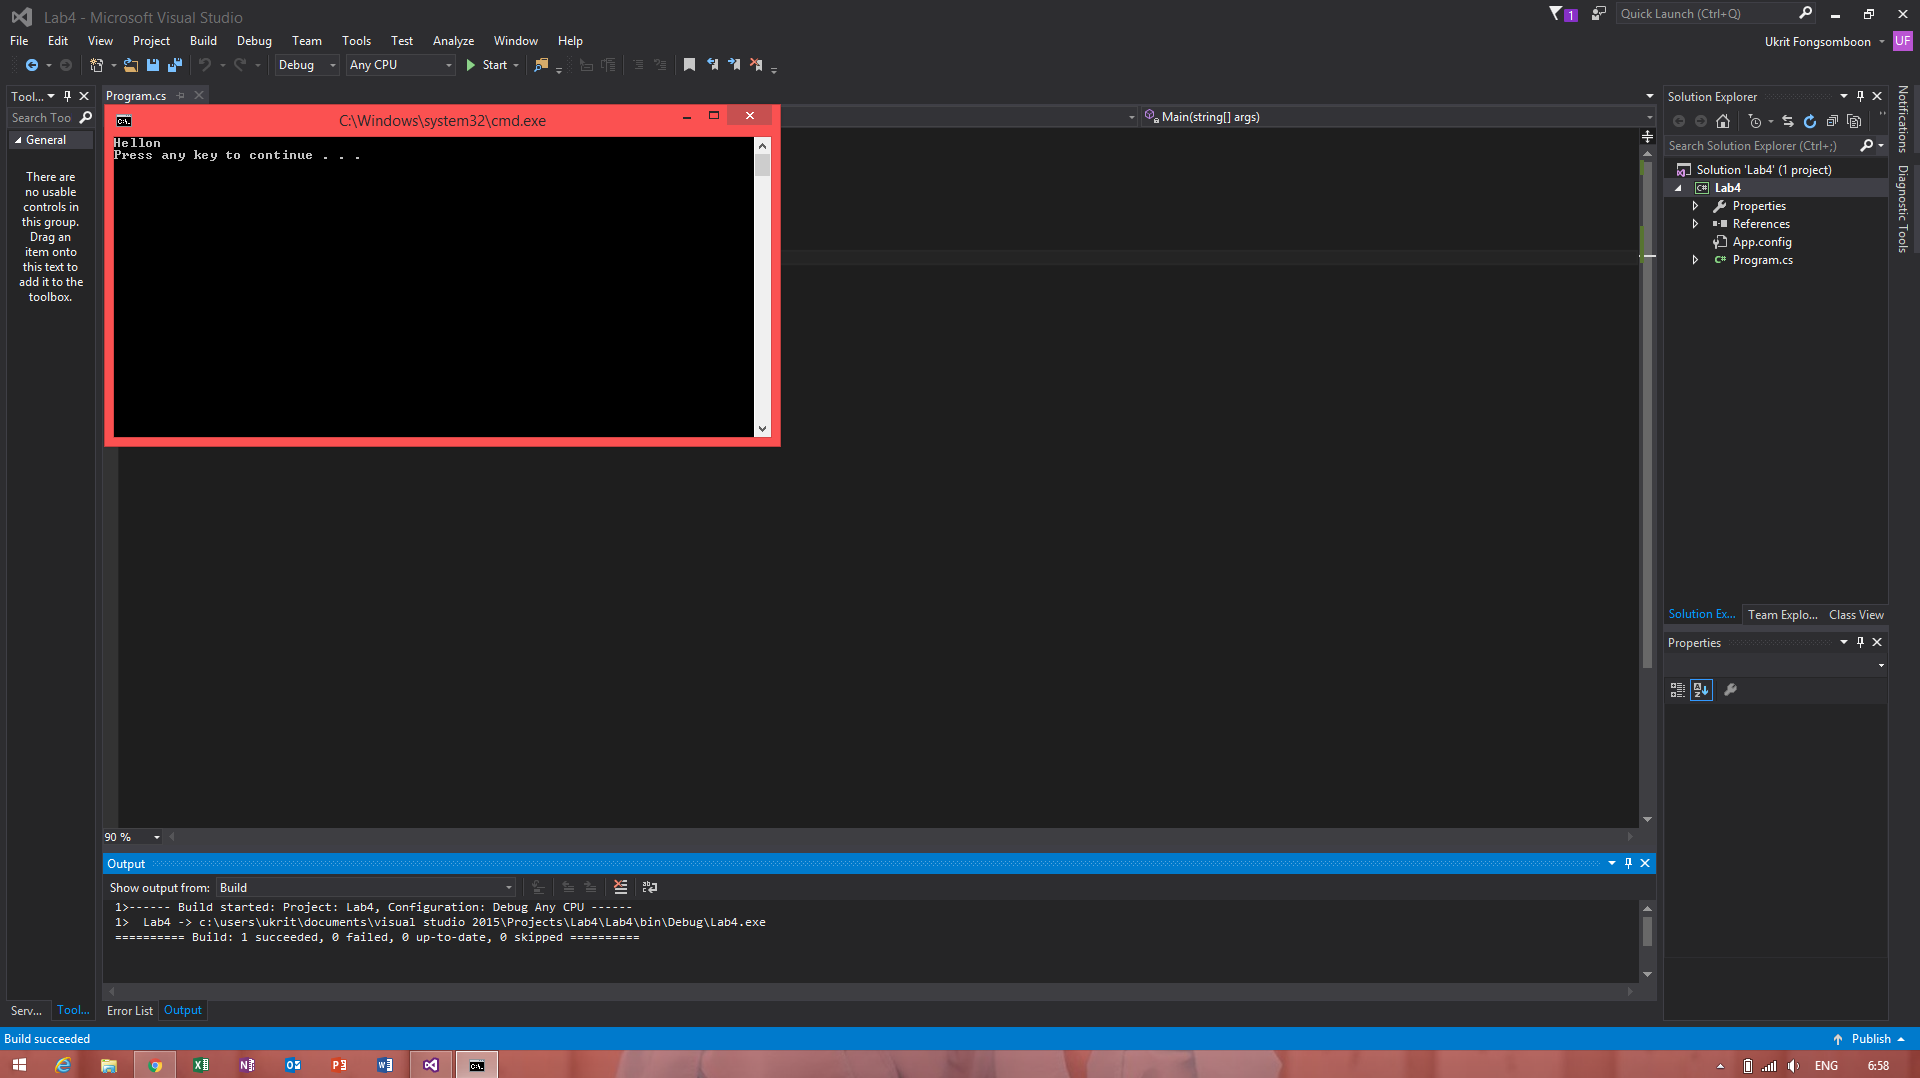 Lab4 - Microsoft Visual Studio
1
Quick Launch (Ctrl+Q)
File Edit View Project Build Debug Team Tools Test Analyze Window Help
Ukrit Fongsomboon UF
Debug Any CPU Start
Tool...
Search Too
General
There are
no usable
controls in
this group.
Drag an
item onto
this text to
add it to the
toolbox.
Program.cs
C:\Windows\system32\cmd.exe
Hellon
Press any key to continue . . .
Main(string[] args)
Solution Explorer
Search Solution Explorer (Ctrl+;)
Solution 'Lab4' (1 project)
C# Lab4
Properties
References
App.config
C# Program.cs
Solution Ex... Team Explo... Class View
Properties
Notifications
Diagnostic Tools
90 %
Output
Show output from: Build
1>------ Build started: Project: Lab4, Configuration: Debug Any CPU ------
1>  Lab4 -> c:\users\ukrit\documents\visual studio 2015\Projects\Lab4\Lab4\bin\Debug\Lab4.exe
========== Build: 1 succeeded, 0 failed, 0 up-to-date, 0 skipped ==========
Serv... Tool... Error List Output
Build succeeded
Publish
ENG 6:58